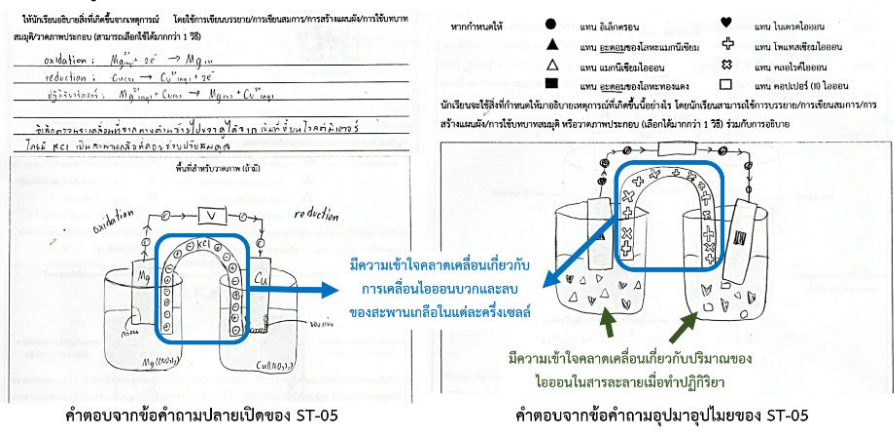 ให้นักเรียนอธิบายสิ่งที่เกิดขึ้นจากเหตุการณ์ โดยใช้การเขียนบรรยาย/การเขียนสมการ/การสร้างแผนผัง/การใช้บทบาท
สมมุติ/วาดภาพประกอบ (สามารถเลือกใช้ได้มากกว่า 1 วิธี)
oxidation : Mg²⁺(aq) + 2e⁻ → Mg(s)
reduction : Cu(s) → Cu²⁺(aq) + 2e⁻
ปฏิกิริยารีดอกซ์ : Mg²⁺(aq) + Cu(s) → Mg(s) + Cu²⁺(aq)
พื้นที่สำหรับวาดภาพ (ถ้ามี)
oxidation
V
reduction
KCl
Mg
Cu
Mg(NO₃)₂
Cu(NO₃)₂
คำตอบจากข้อคำถามปลายเปิดของ ST-05
หากกำหนดให้
แทน อิเล็กตรอน
แทน ไนเตรตไอออน
แทน อะตอมของโลหะแมกนีเซียม
แทน โพแทสเซียมไอออน
แทน แมกนีเซียมไอออน
แทน คลอไรด์ไอออน
แทน อะตอมของโลหะทองแดง
แทน คอปเปอร์ (II) ไอออน
นักเรียนจะใช้สิ่งที่กำหนดให้มาอธิบายเหตุการณ์ที่เกิดขึ้นนี้อย่างไร โดยนักเรียนสามารถใช้การบรรยาย/การเขียนสมการ/การ
สร้างแผนผัง/การใช้บทบาทสมมุติ หรือวาดภาพประกอบ (เลือกใช้ได้มากกว่า 1 วิธี) ร่วมกับการอธิบาย
มีความเข้าใจคลาดเคลื่อนเกี่ยวกับ
การเคลื่อนไอออนบวกและลบ
ของสะพานเกลือในแต่ละครึ่งเซลล์
มีความเข้าใจคลาดเคลื่อนเกี่ยวกับปริมาณของ
ไอออนในสารละลายเมื่อทำปฏิกิริยา
คำตอบจากข้อคำถามอุปมาอุปไมยของ ST-05